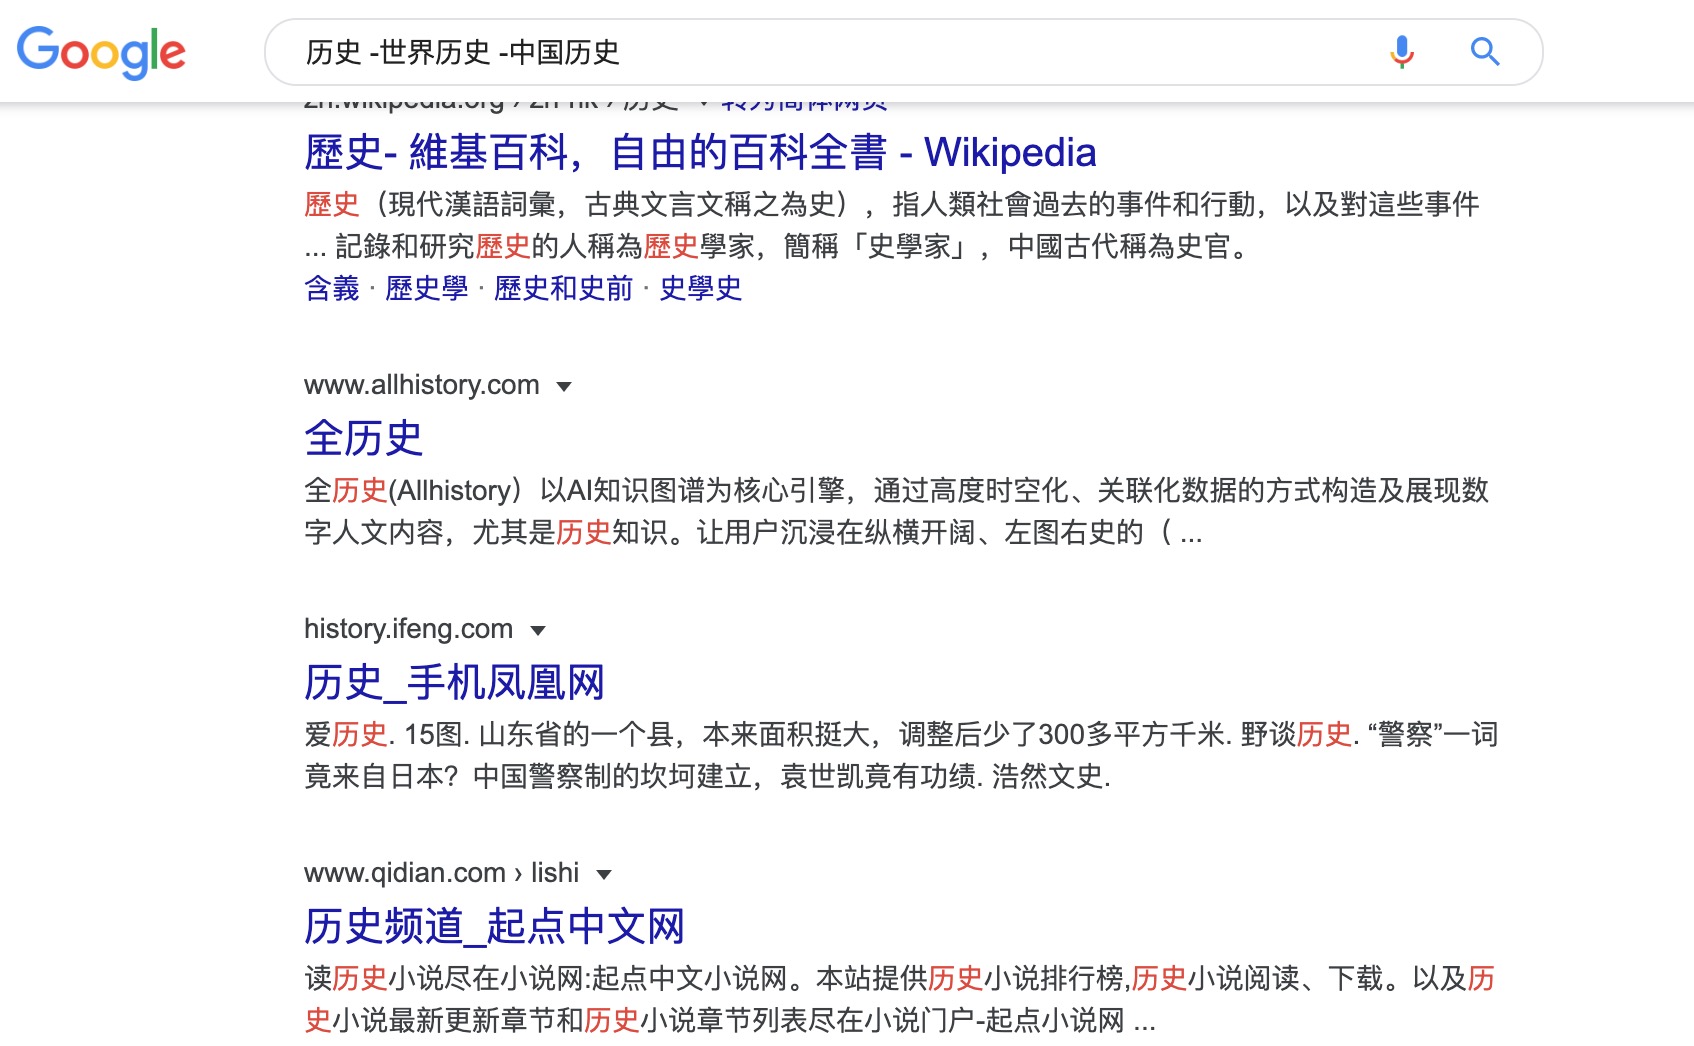 Google
历史 -世界历史 -中国历史
zh.wikipedia.org › zh-hk › 历史 转为简体网页
歷史- 維基百科，自由的百科全書 - Wikipedia
歷史（現代漢語詞彙，古典文言文稱之為史），指人類社會過去的事件和行動，以及對這些事件
... 記錄和研究歷史的人稱為歷史學家，簡稱「史學家」，中國古代稱為史官。
含義 · 歷史學 · 歷史和史前 · 史學史
www.allhistory.com
全历史
全历史(Allhistory）以AI知识图谱为核心引擎，通过高度时空化、关联化数据的方式构造及展现数
字人文内容，尤其是历史知识。让用户沉浸在纵横开阔、左图右史的（ ...
history.ifeng.com
历史_手机凤凰网
爱历史. 15图. 山东省的一个县，本来面积挺大，调整后少了300多平方千米. 野谈历史. “警察”一词
竟来自日本？中国警察制的坎坷建立，袁世凯竟有功绩. 浩然文史.
www.qidian.com › lishi
历史频道_起点中文网
读历史小说尽在小说网:起点中文小说网。本站提供历史小说排行榜,历史小说阅读、下载。以及历
史小说最新更新章节和历史小说章节列表尽在小说门户-起点小说网 ...